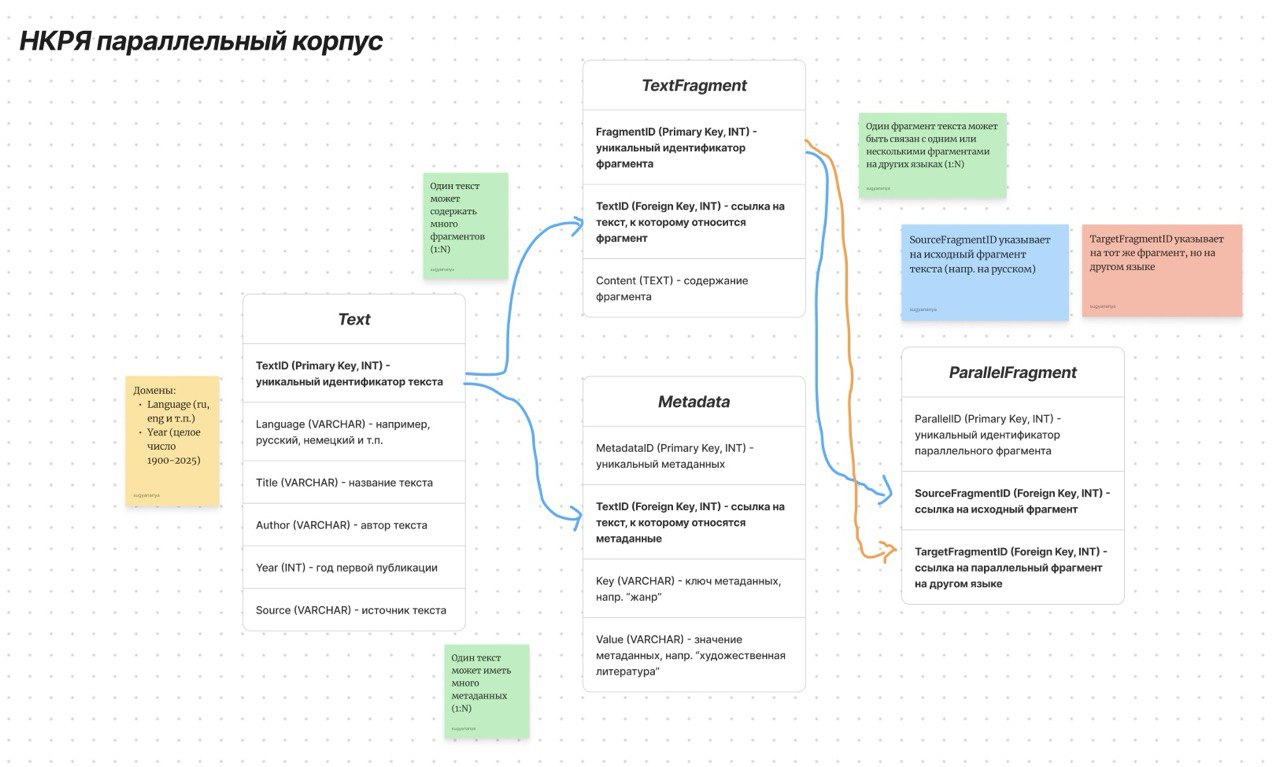 НКРЯ параллельный корпус
TextFragment
FragmentID (Primary Key, INT) -
уникальный идентификатор
фрагмента
TextID (Foreign Key, INT) - ссылка на
текст, к которому относится
фрагмент
Content (TEXT) - содержание
фрагмента
Один фрагмент текста может
быть связан с одним или
несколькими фрагментами
на других языках (1:N)
sugyananya
Один текст
может
содержать
много
фрагментов
(1:N)
sugyananya
SourceFragmentID указывает
на исходный фрагмент
текста (напр. на русском)
sugyananya
TargetFragmentID указывает
на тот же фрагмент, но на
другом языке
sugyananya
Text
TextID (Primary Key, INT) -
уникальный идентификатор текста
Language (VARCHAR) - например,
русский, немецкий и т.п.
Title (VARCHAR) - название текста
Author (VARCHAR) - автор текста
Year (INT) - год первой публикации
Source (VARCHAR) - источник текста
Домены:
• Language (ru,
eng и т.п.)
• Year (целое
число
1900-2025)
sugyananya
Metadata
MetadataID (Primary Key, INT) -
уникальный метаданных
TextID (Foreign Key, INT) - ссылка на
текст, к которому относятся
метаданные
Key (VARCHAR) - ключ метаданных,
напр. “жанр”
Value (VARCHAR) - значение
метаданных, напр. “художественная
литература”
ParallelFragment
ParallelID (Primary Key, INT) -
уникальный идентификатор
параллельного фрагмента
SourceFragmentID (Foreign Key, INT) -
ссылка на исходный фрагмент
TargetFragmentID (Foreign Key, INT) -
ссылка на параллельный фрагмент
на другом языке
Один текст
может иметь
много
метаданных
(1:N)
sugyananya